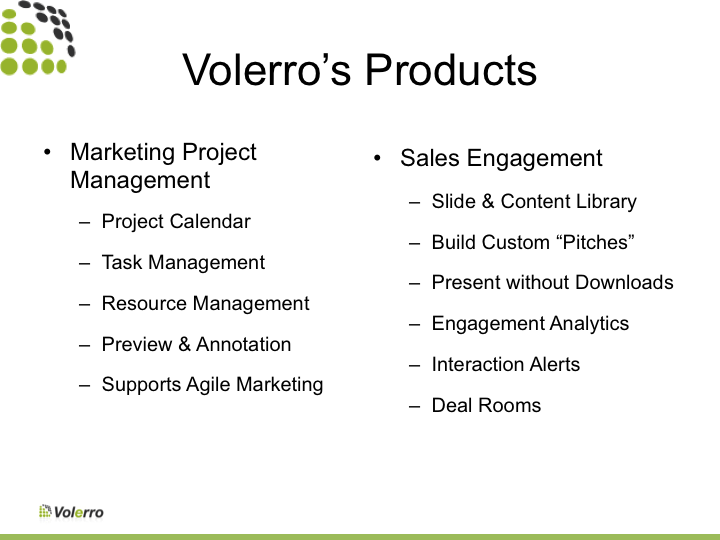 Volerro’s Products
• Marketing Project
Management
– Project Calendar
– Task Management
– Resource Management
– Preview & Annotation
– Supports Agile Marketing
• Sales Engagement
– Slide & Content Library
– Build Custom “Pitches”
– Present without Downloads
– Engagement Analytics
– Interaction Alerts
– Deal Rooms
Volerro